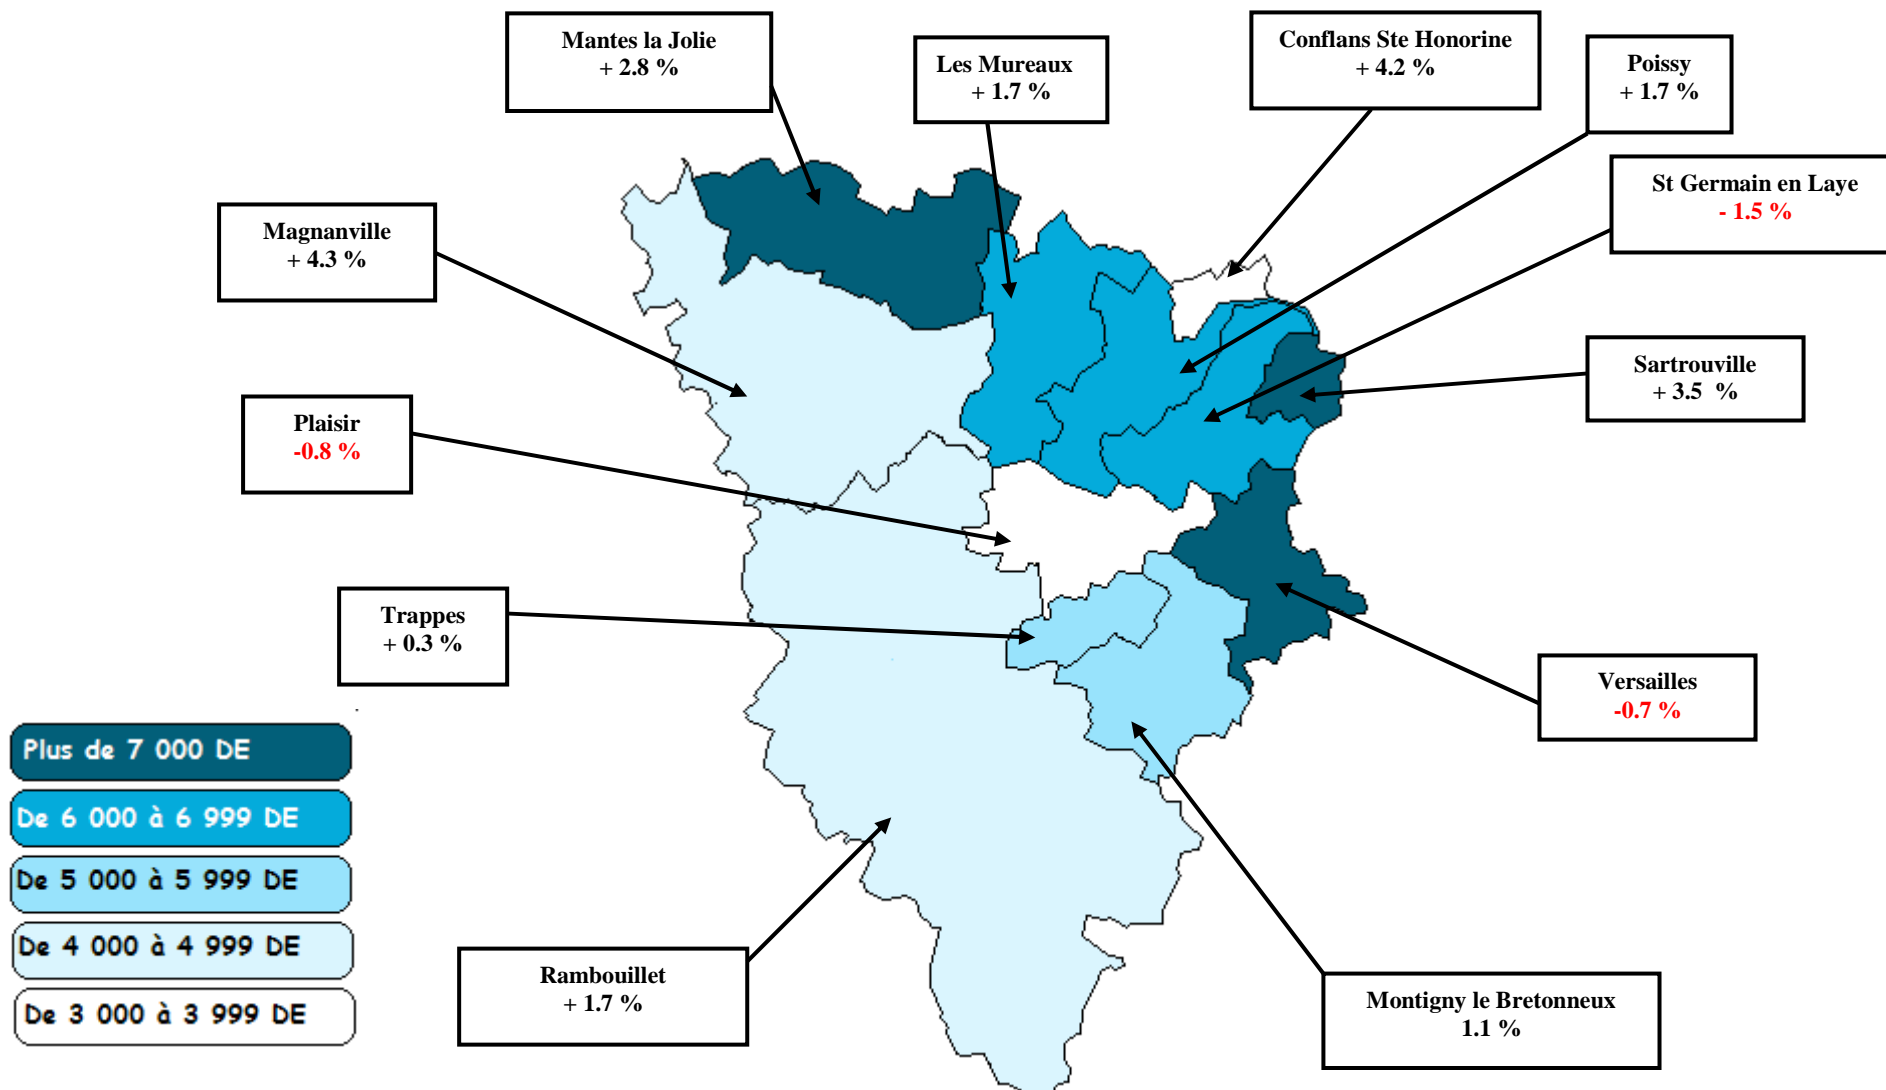 Mantes la Jolie
+ 2.8 %
Les Mureaux
+ 1.7 %
Conflans Ste Honorine
+ 4.2 %
Poissy
+ 1.7 %
St Germain en Laye
- 1.5 %
Magnanville
+ 4.3 %
Sartrouville
+ 3.5 %
Plaisir
-0.8 %
Trappes
+ 0.3 %
Versailles
-0.7 %
Rambouillet
+ 1.7 %
Montigny le Bretonneux
1.1 %
Plus de 7 000 DE
De 6 000 à 6 999 DE
De 5 000 à 5 999 DE
De 4 000 à 4 999 DE
De 3 000 à 3 999 DE